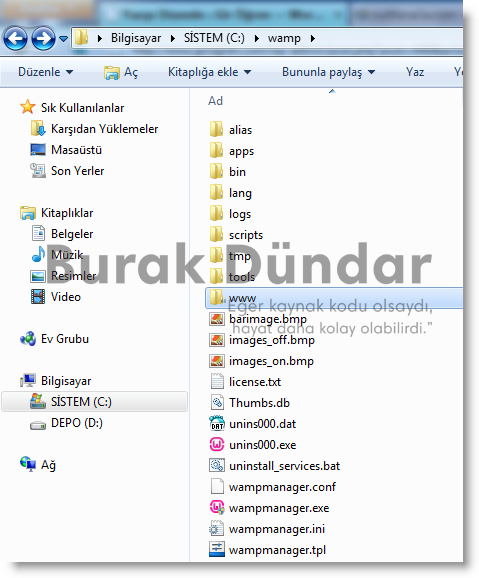 Bilgisayar SİSTEM (C:) wamp
Düzenle Aç Kitaplığa ekle Bununla paylaş Yaz
Sık Kullanılanlar
Karşıdan Yüklemeler
Masaüstü
Son Yerler
Kitaplıklar
Belgeler
Müzik
Resimler
Video
Ev Grubu
Bilgisayar
SİSTEM (C:)
DEPO (D:)
Ağ
Ad
alias
apps
bin
lang
logs
scripts
tmp
tools
www
barimage.bmp
images_off.bmp
images_on.bmp
license.txt
Thumbs.db
unins000.dat
unins000.exe
uninstall_services.bat
wampmanager.conf
wampmanager.exe
wampmanager.ini
wampmanager.tpl
Burak Dündar
"Eğer kaynak kodu olsaydı,
hayat daha kolay olabilirdi."